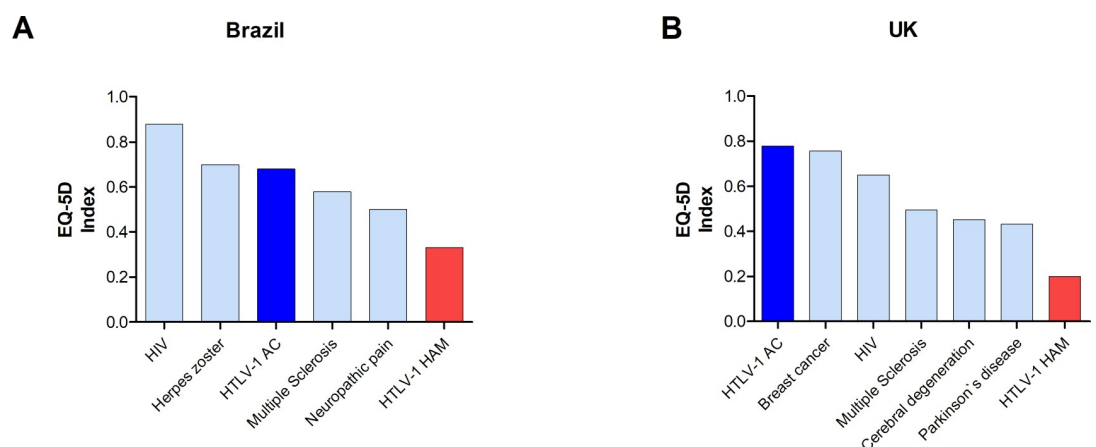 A
Brazil
EQ-5D
Index
1.0
0.8
0.6
0.4
0.2
0.0
HIV
Herpes zoster
HTLV-1 AC
Multiple Sclerosis
Neuropathic pain
HTLV-1 HAM
B
UK
EQ-5D
Index
1.0
0.8
0.6
0.4
0.2
0.0
HTLV-1 AC
Breast cancer
HIV
Multiple Sclerosis
Cerebral degeneration
Parkinson`s disease
HTLV-1 HAM